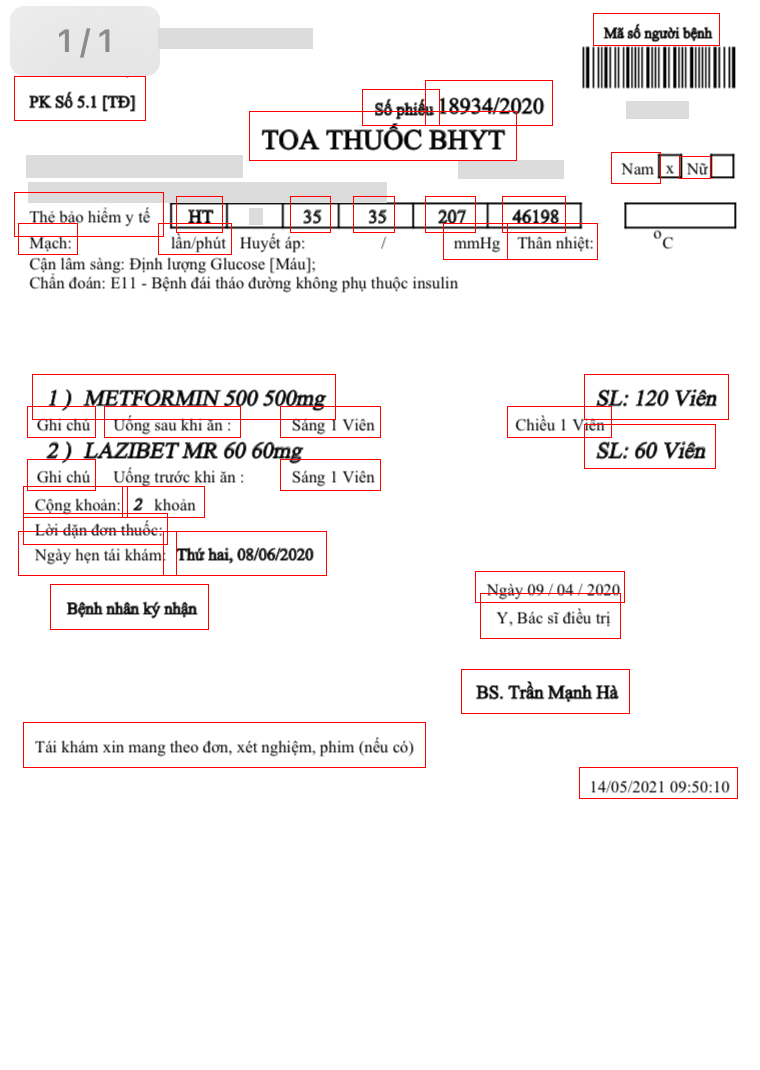 1/1
Mã số người bệnh
PK Số 5.1 [TĐ]
Số phiếu 18934/2020
TOA THUỐC BHYT
Nam x Nữ
Thẻ bảo hiểm y tế HT 35 35 207 46198
Mạch: lần/phút Huyết áp: / mmHg Thân nhiệt: °C
Cận lâm sàng: Định lượng Glucose [Máu];
Chẩn đoán: E11 - Bệnh đái tháo đường không phụ thuộc insulin
1 ) METFORMIN 500 500mg SL: 120 Viên
Ghi chú Uống sau khi ăn : Sáng 1 Viên Chiều 1 Viên
2 ) LAZIBET MR 60 60mg SL: 60 Viên
Ghi chú Uống trước khi ăn : Sáng 1 Viên
Cộng khoản: 2 khoản
Lời dặn đơn thuốc:
Ngày hẹn tái khám: Thứ hai, 08/06/2020
Ngày 09 / 04 / 2020
Bệnh nhân ký nhận Y, Bác sĩ điều trị
BS. Trần Mạnh Hà
Tái khám xin mang theo đơn, xét nghiệm, phim (nếu có)
14/05/2021 09:50:10